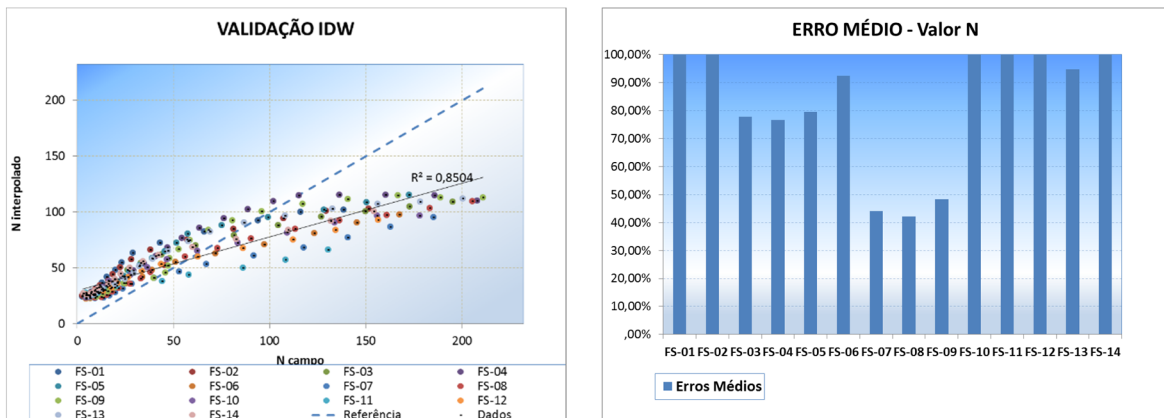 VALIDAÇÃO IDW
N interpolado
200
150
100
50
0
R² = 0,8504
0 50 100 150 200
N campo
FS-01 FS-02 FS-03 FS-04
FS-05 FS-06 FS-07 FS-08
FS-09 FS-10 FS-11 FS-12
FS-13 FS-14 Referência Dados
ERRO MÉDIO - Valor N
100,00%
90,00%
80,00%
70,00%
60,00%
50,00%
40,00%
30,00%
20,00%
10,00%
,00%
FS-01 FS-02 FS-03 FS-04 FS-05 FS-06 FS-07 FS-08 FS-09 FS-10 FS-11 FS-12 FS-13 FS-14
Erros Médios